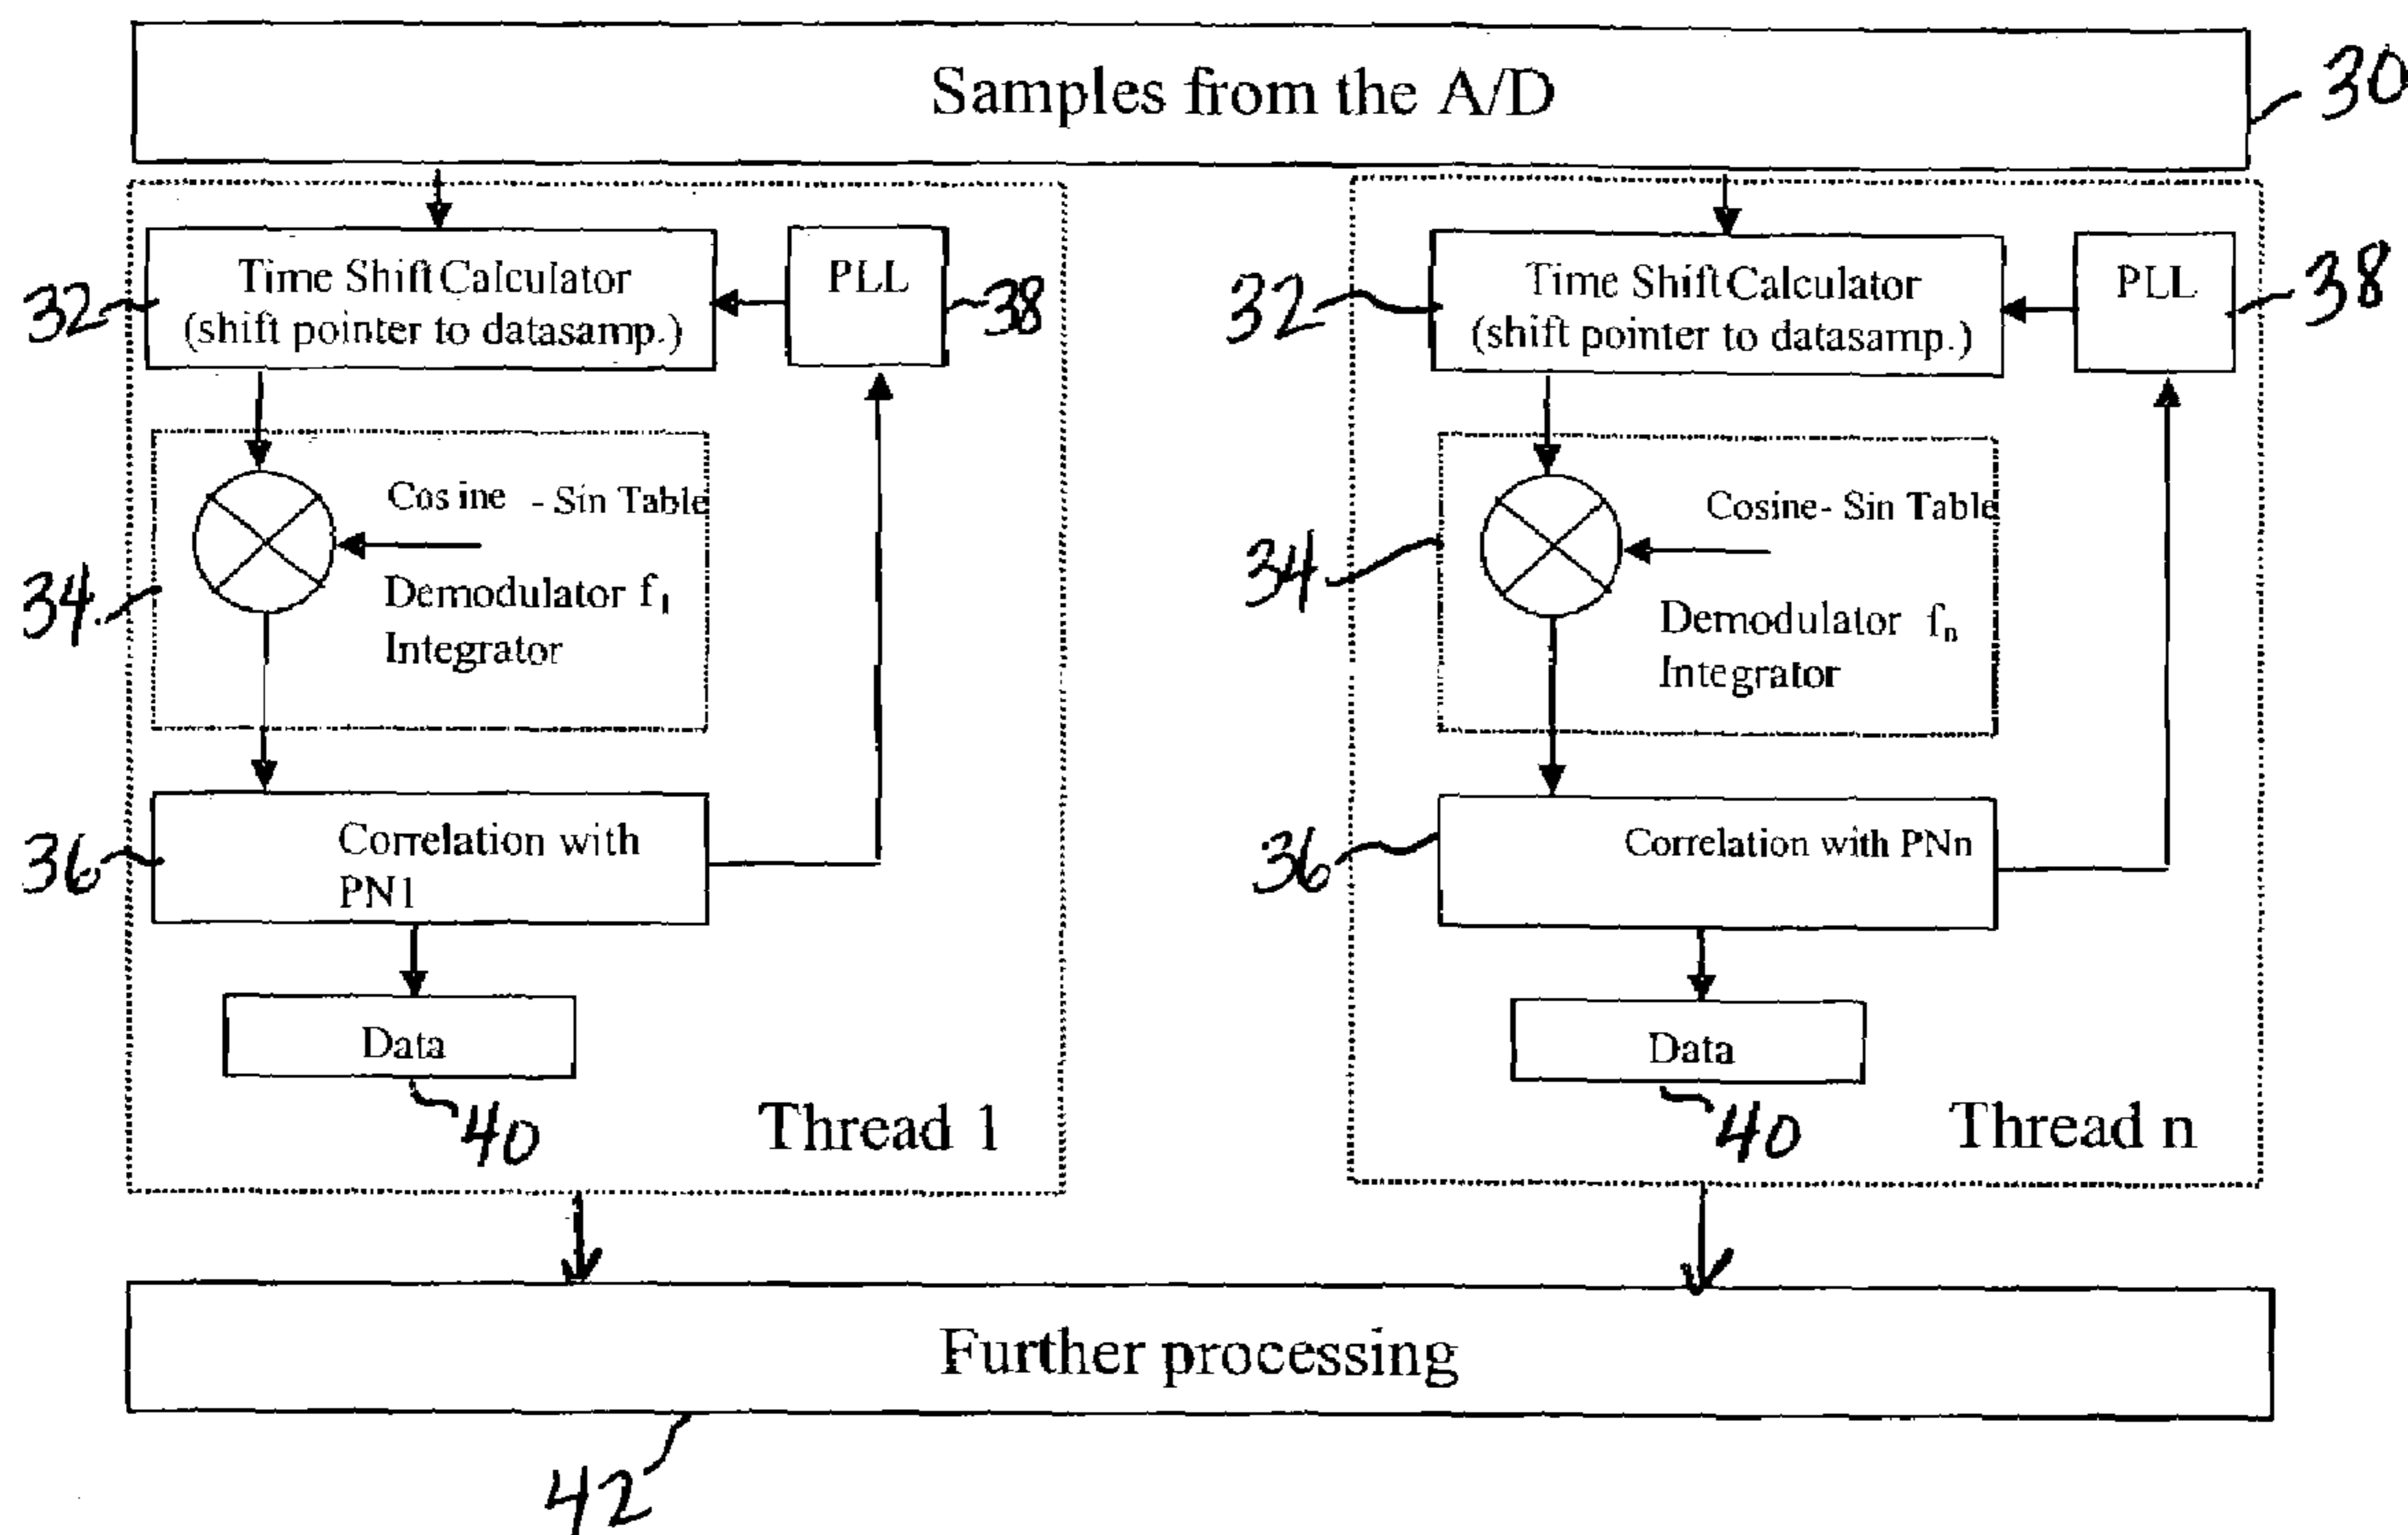 Samples from the A/D
30
Time Shift Calculator
(shift pointer to datasamp.)
32
PLL
38
Cosine - Sin Table
Demodulator f1
Integrator
34
Correlation with
PN1
36
Data
40
Thread 1
Time Shift Calculator
(shift pointer to datasamp.)
32
PLL
38
Cosine- Sin Table
Demodulator fn
Integrator
34
Correlation with PNn
36
Data
40
Thread n
Further processing
42